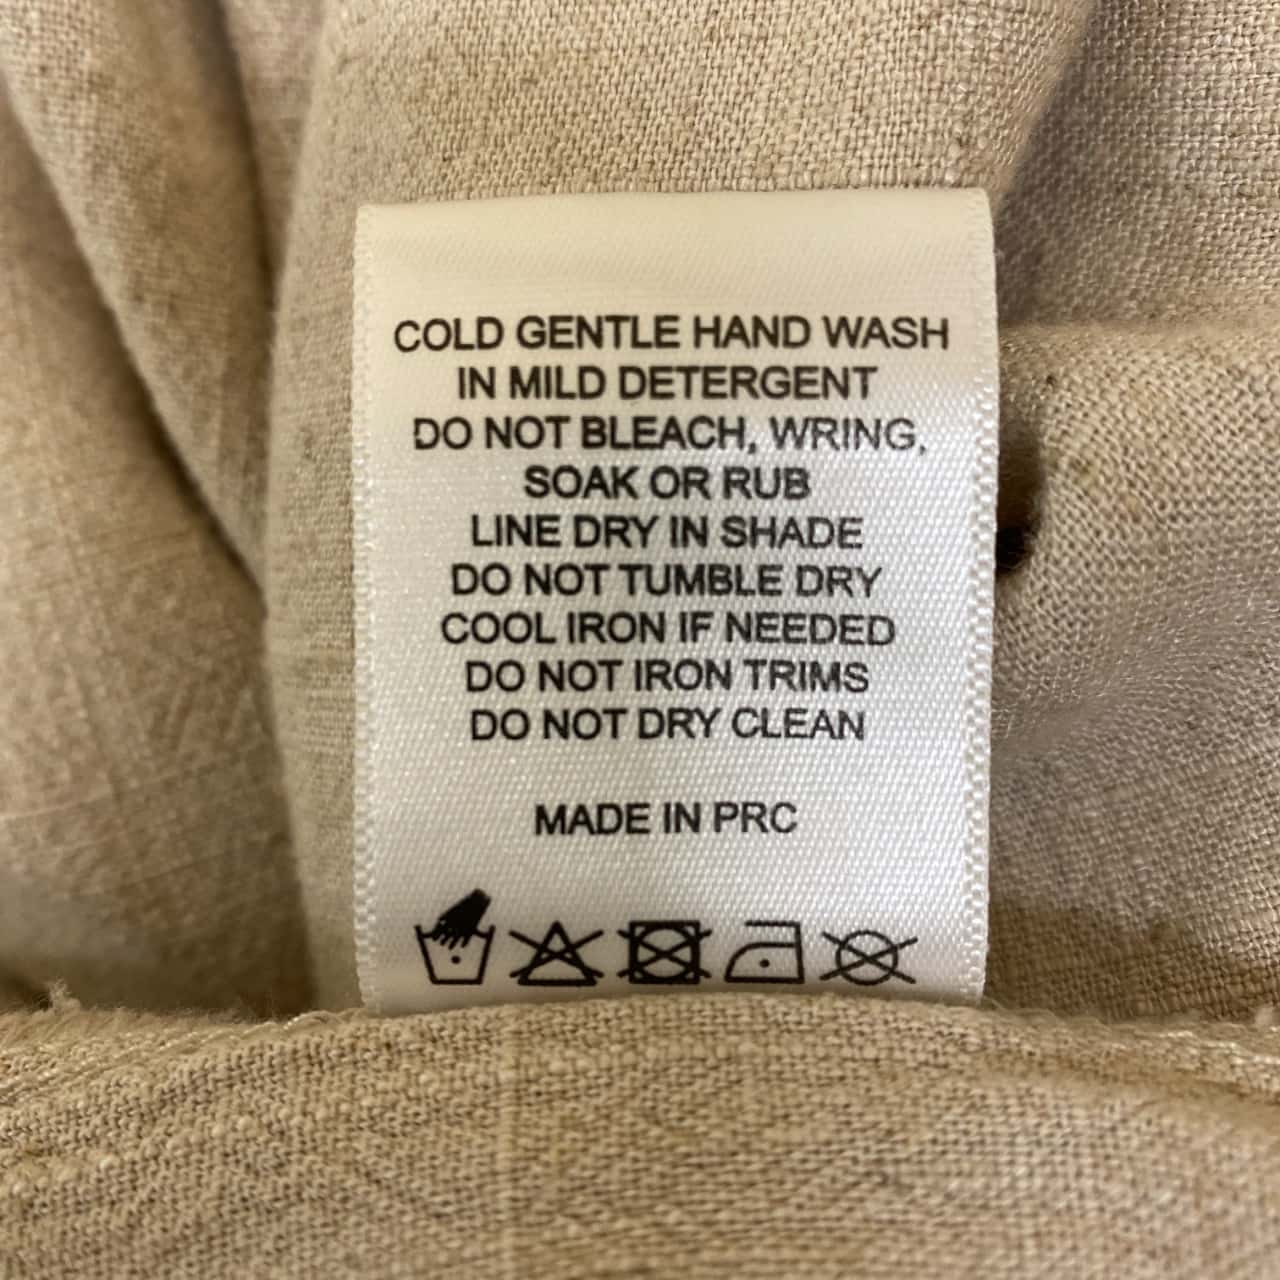 COLD GENTLE HAND WASH
IN MILD DETERGENT
DO NOT BLEACH, WRING,
SOAK OR RUB
LINE DRY IN SHADE
DO NOT TUMBLE DRY
COOL IRON IF NEEDED
DO NOT IRON TRIMS
DO NOT DRY CLEAN
MADE IN PRC